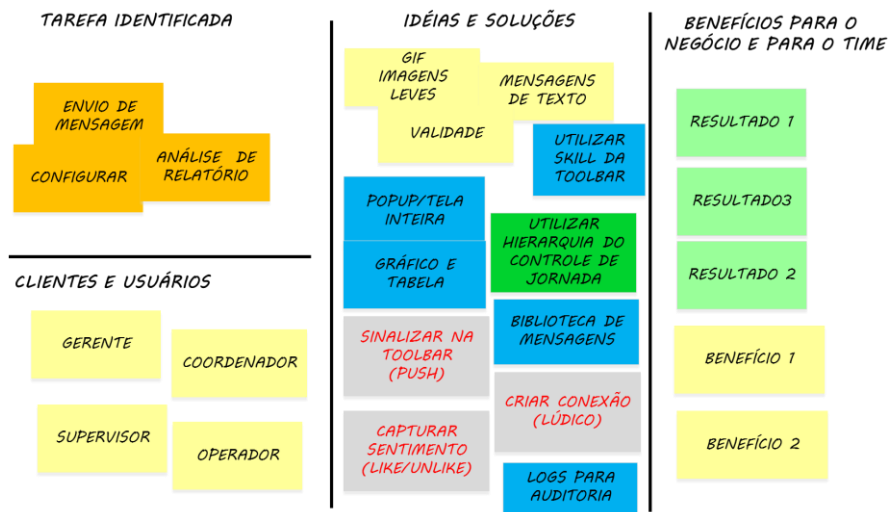 TAREFA IDENTIFICADA
ENVIO DE
MENSAGEM
CONFIGURAR
ANÁLISE DE
RELATÓRIO
CLIENTES E USUÁRIOS
GERENTE
COORDENADOR
SUPERVISOR
OPERADOR
IDÉIAS E SOLUÇÕES
GIF
IMAGENS
LEVES
MENSAGENS
DE TEXTO
VALIDADE
UTILIZAR
SKILL DA
TOOLBAR
POPUP/TELA
INTEIRA
UTILIZAR
HIERARQUIA DO
CONTROLE DE
JORNADA
GRÁFICO E
TABELA
BIBLIOTECA DE
MENSAGENS
SINALIZAR NA
TOOLBAR
(PUSH)
CRIAR CONEXÃO
(LÚDICO)
CAPTURAR
SENTIMENTO
(LIKE/UNLIKE)
LOGS PARA
AUDITORIA
BENEFÍCIOS PARA O
NEGÓCIO E PARA O TIME
RESULTADO 1
RESULTADO3
RESULTADO 2
BENEFÍCIO 1
BENEFÍCIO 2